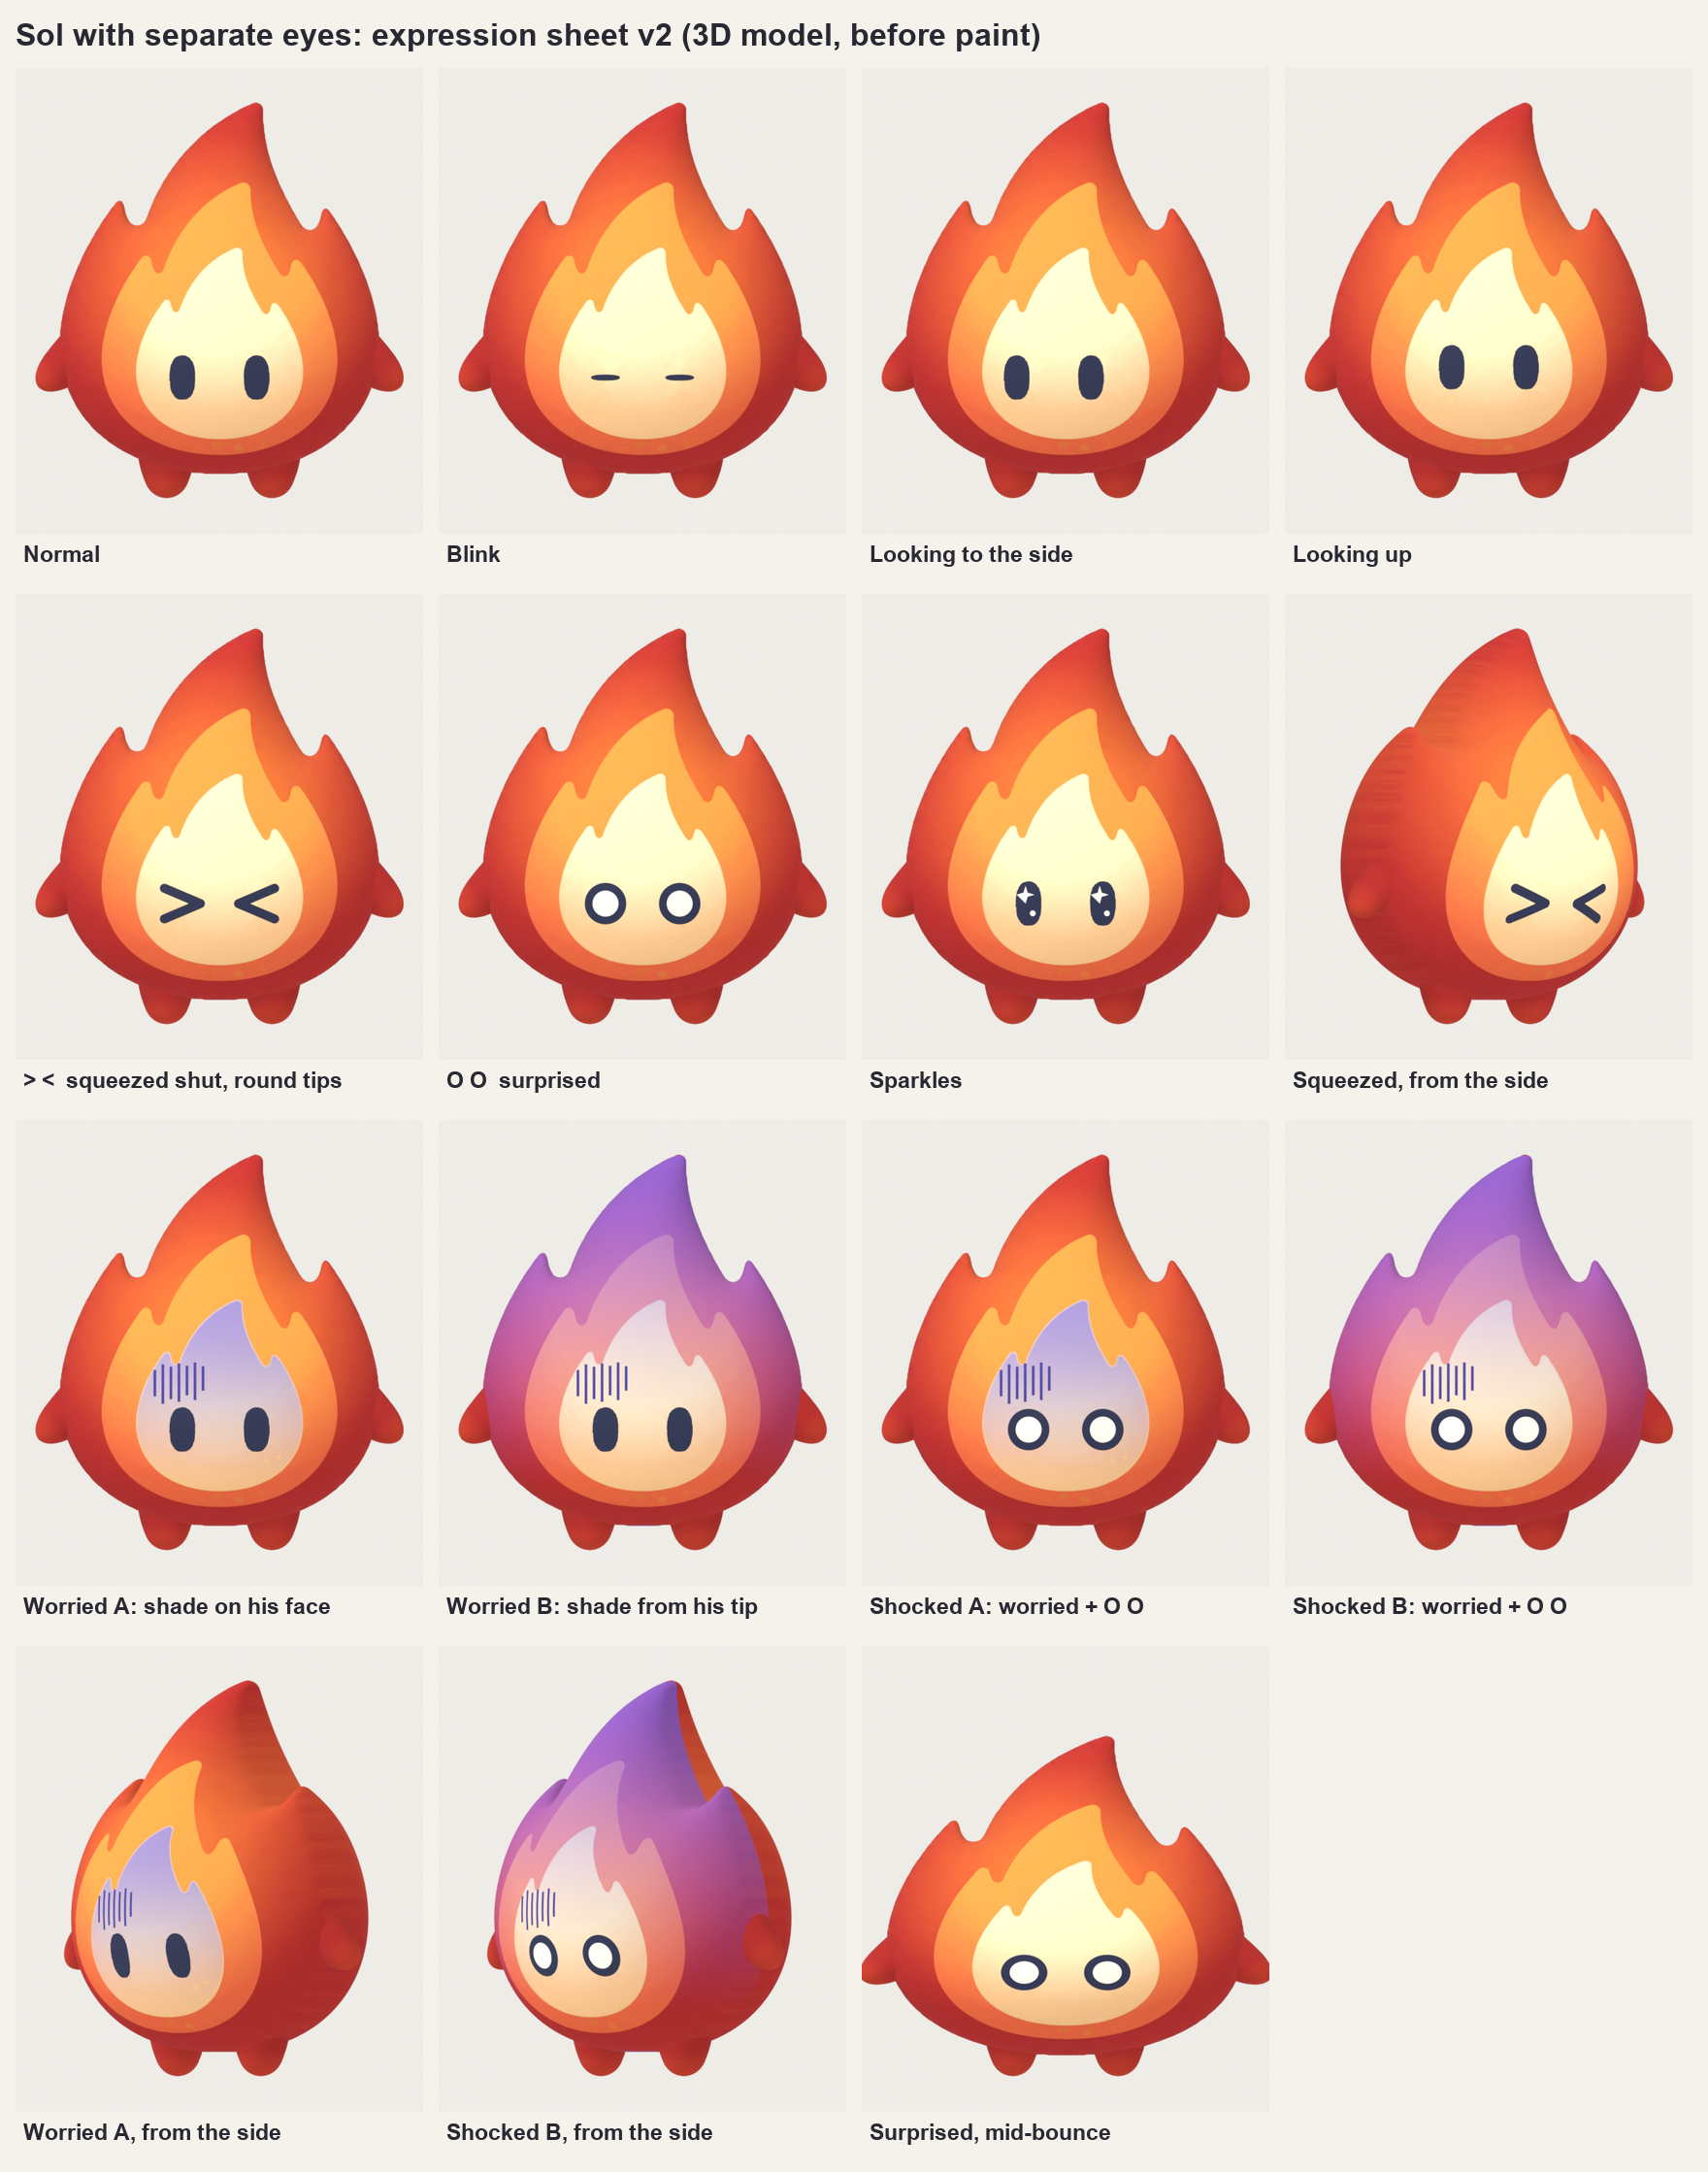 Sol with separate eyes: expression sheet v2 (3D model, before paint)
Normal
Blink
Looking to the side
Looking up
> < squeezed shut, round tips
O O surprised
Sparkles
Squeezed, from the side
Worried A: shade on his face
Worried B: shade from his tip
Shocked A: worried + O O
Shocked B: worried + O O
Worried A, from the side
Shocked B, from the side
Surprised, mid-bounce